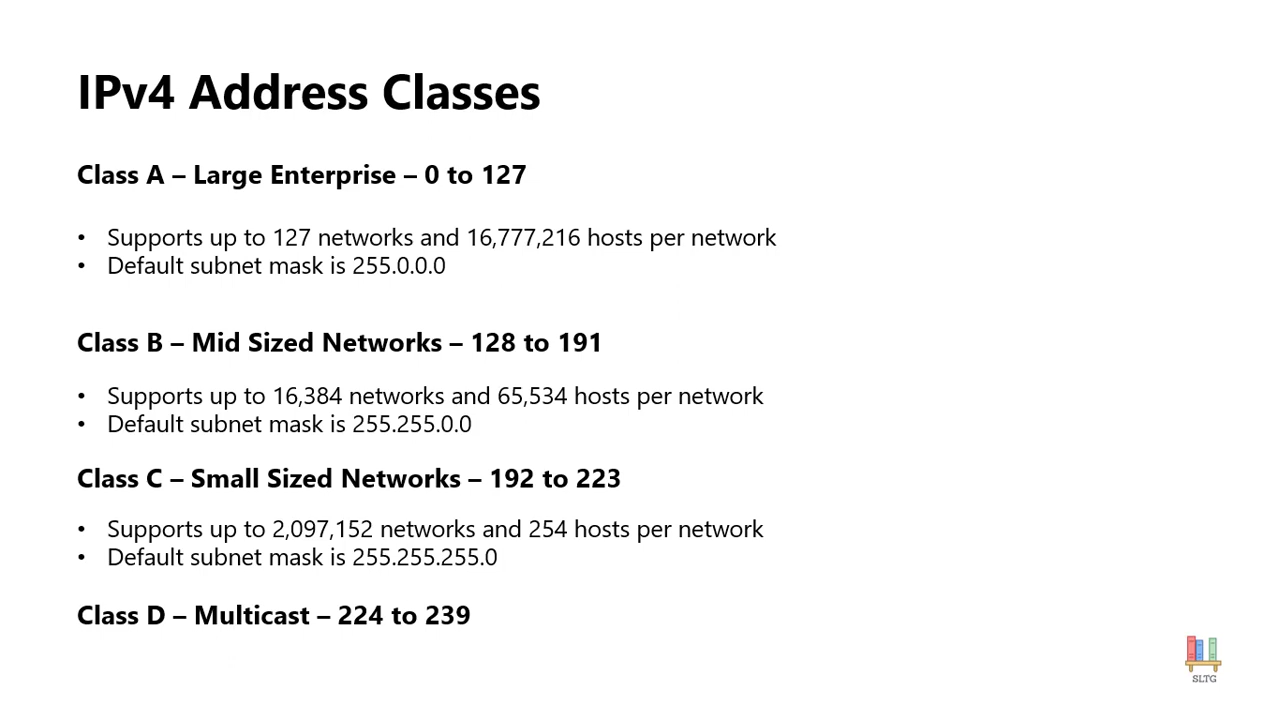 IPv4 Address Classes
Class A – Large Enterprise – 0 to 127
• Supports up to 127 networks and 16,777,216 hosts per network
• Default subnet mask is 255.0.0.0
Class B – Mid Sized Networks – 128 to 191
• Supports up to 16,384 networks and 65,534 hosts per network
• Default subnet mask is 255.255.0.0
Class C – Small Sized Networks – 192 to 223
• Supports up to 2,097,152 networks and 254 hosts per network
• Default subnet mask is 255.255.255.0
Class D – Multicast – 224 to 239
SLTG